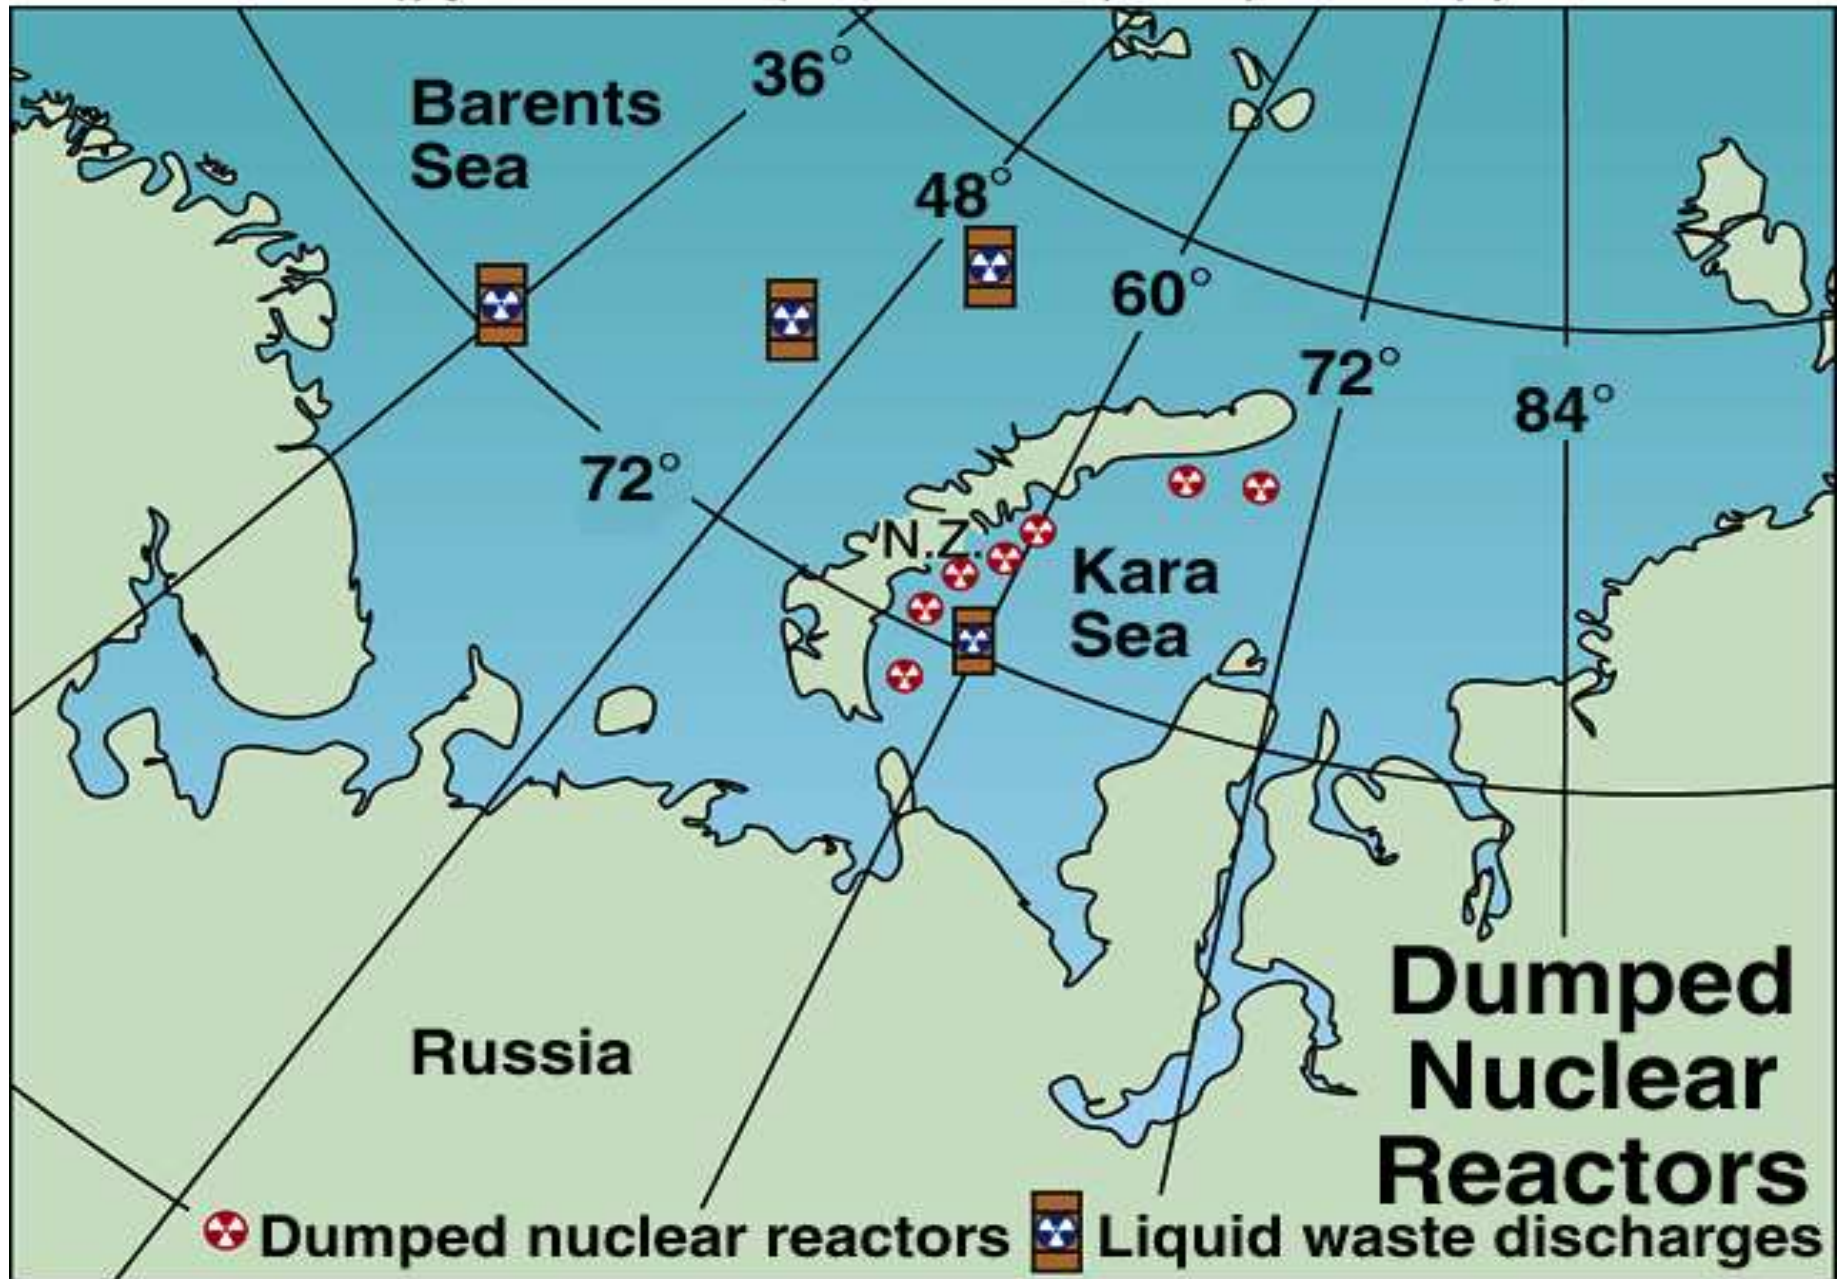 36°
Barents
Sea
48°
60°
72°
84°
72°
N.Z.
Kara
Sea
Russia
Dumped
Nuclear
Reactors
Dumped nuclear reactors
Liquid waste discharges